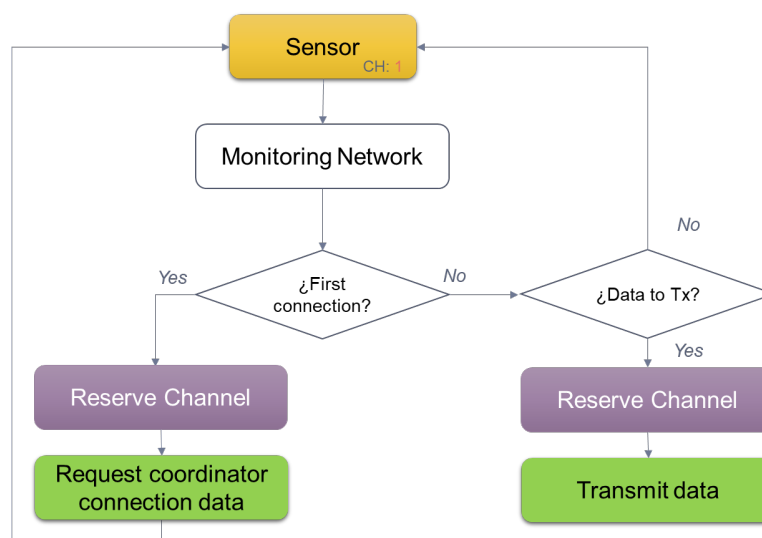 Sensor
CH: 1
Monitoring Network
No
Yes
¿First
connection?
No
¿Data to Tx?
Yes
Reserve Channel
Reserve Channel
Request coordinator
connection data
Transmit data